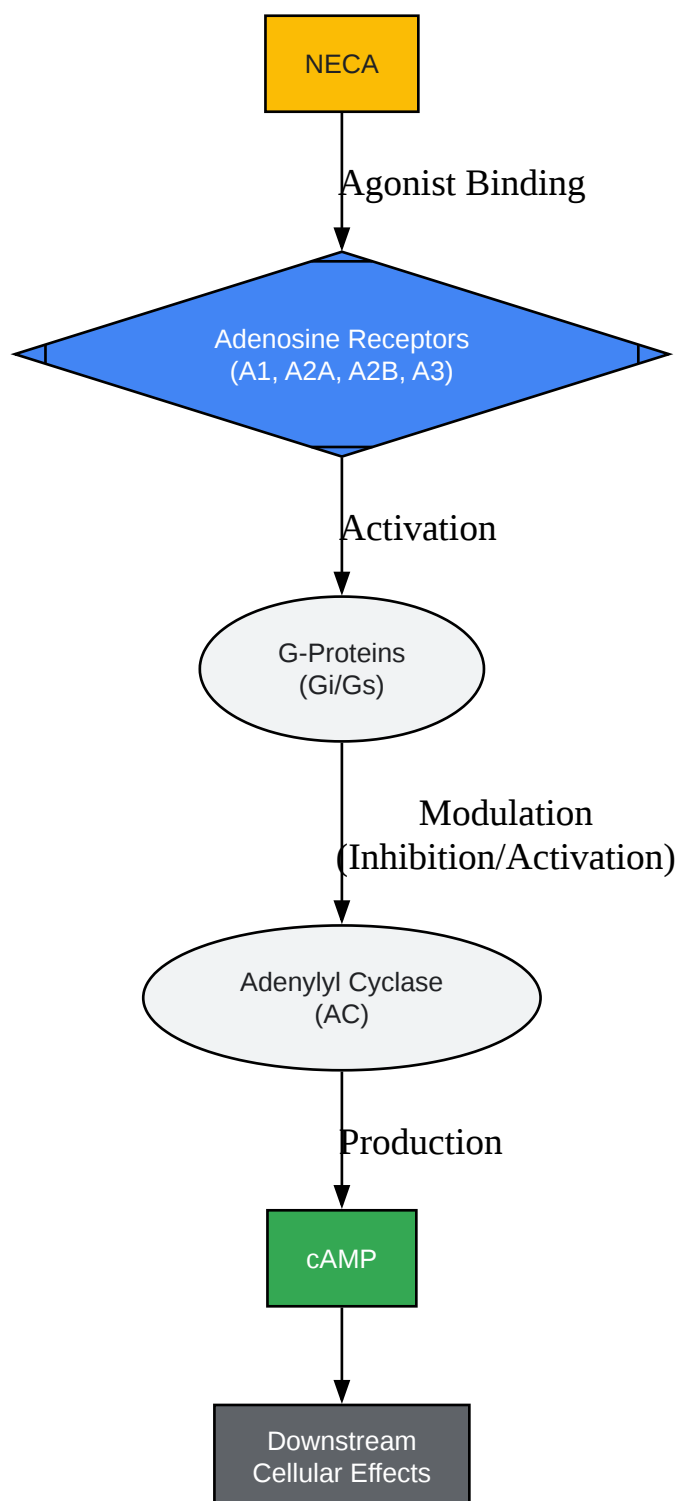 NECA
Agonist Binding
Adenosine Receptors
(A1, A2A, A2B, A3)
Activation
G-Proteins
(Gi/Gs)
Modulation
(Inhibition/Activation)
Adenylyl Cyclase
(AC)
Production
cAMP
Downstream
Cellular Effects